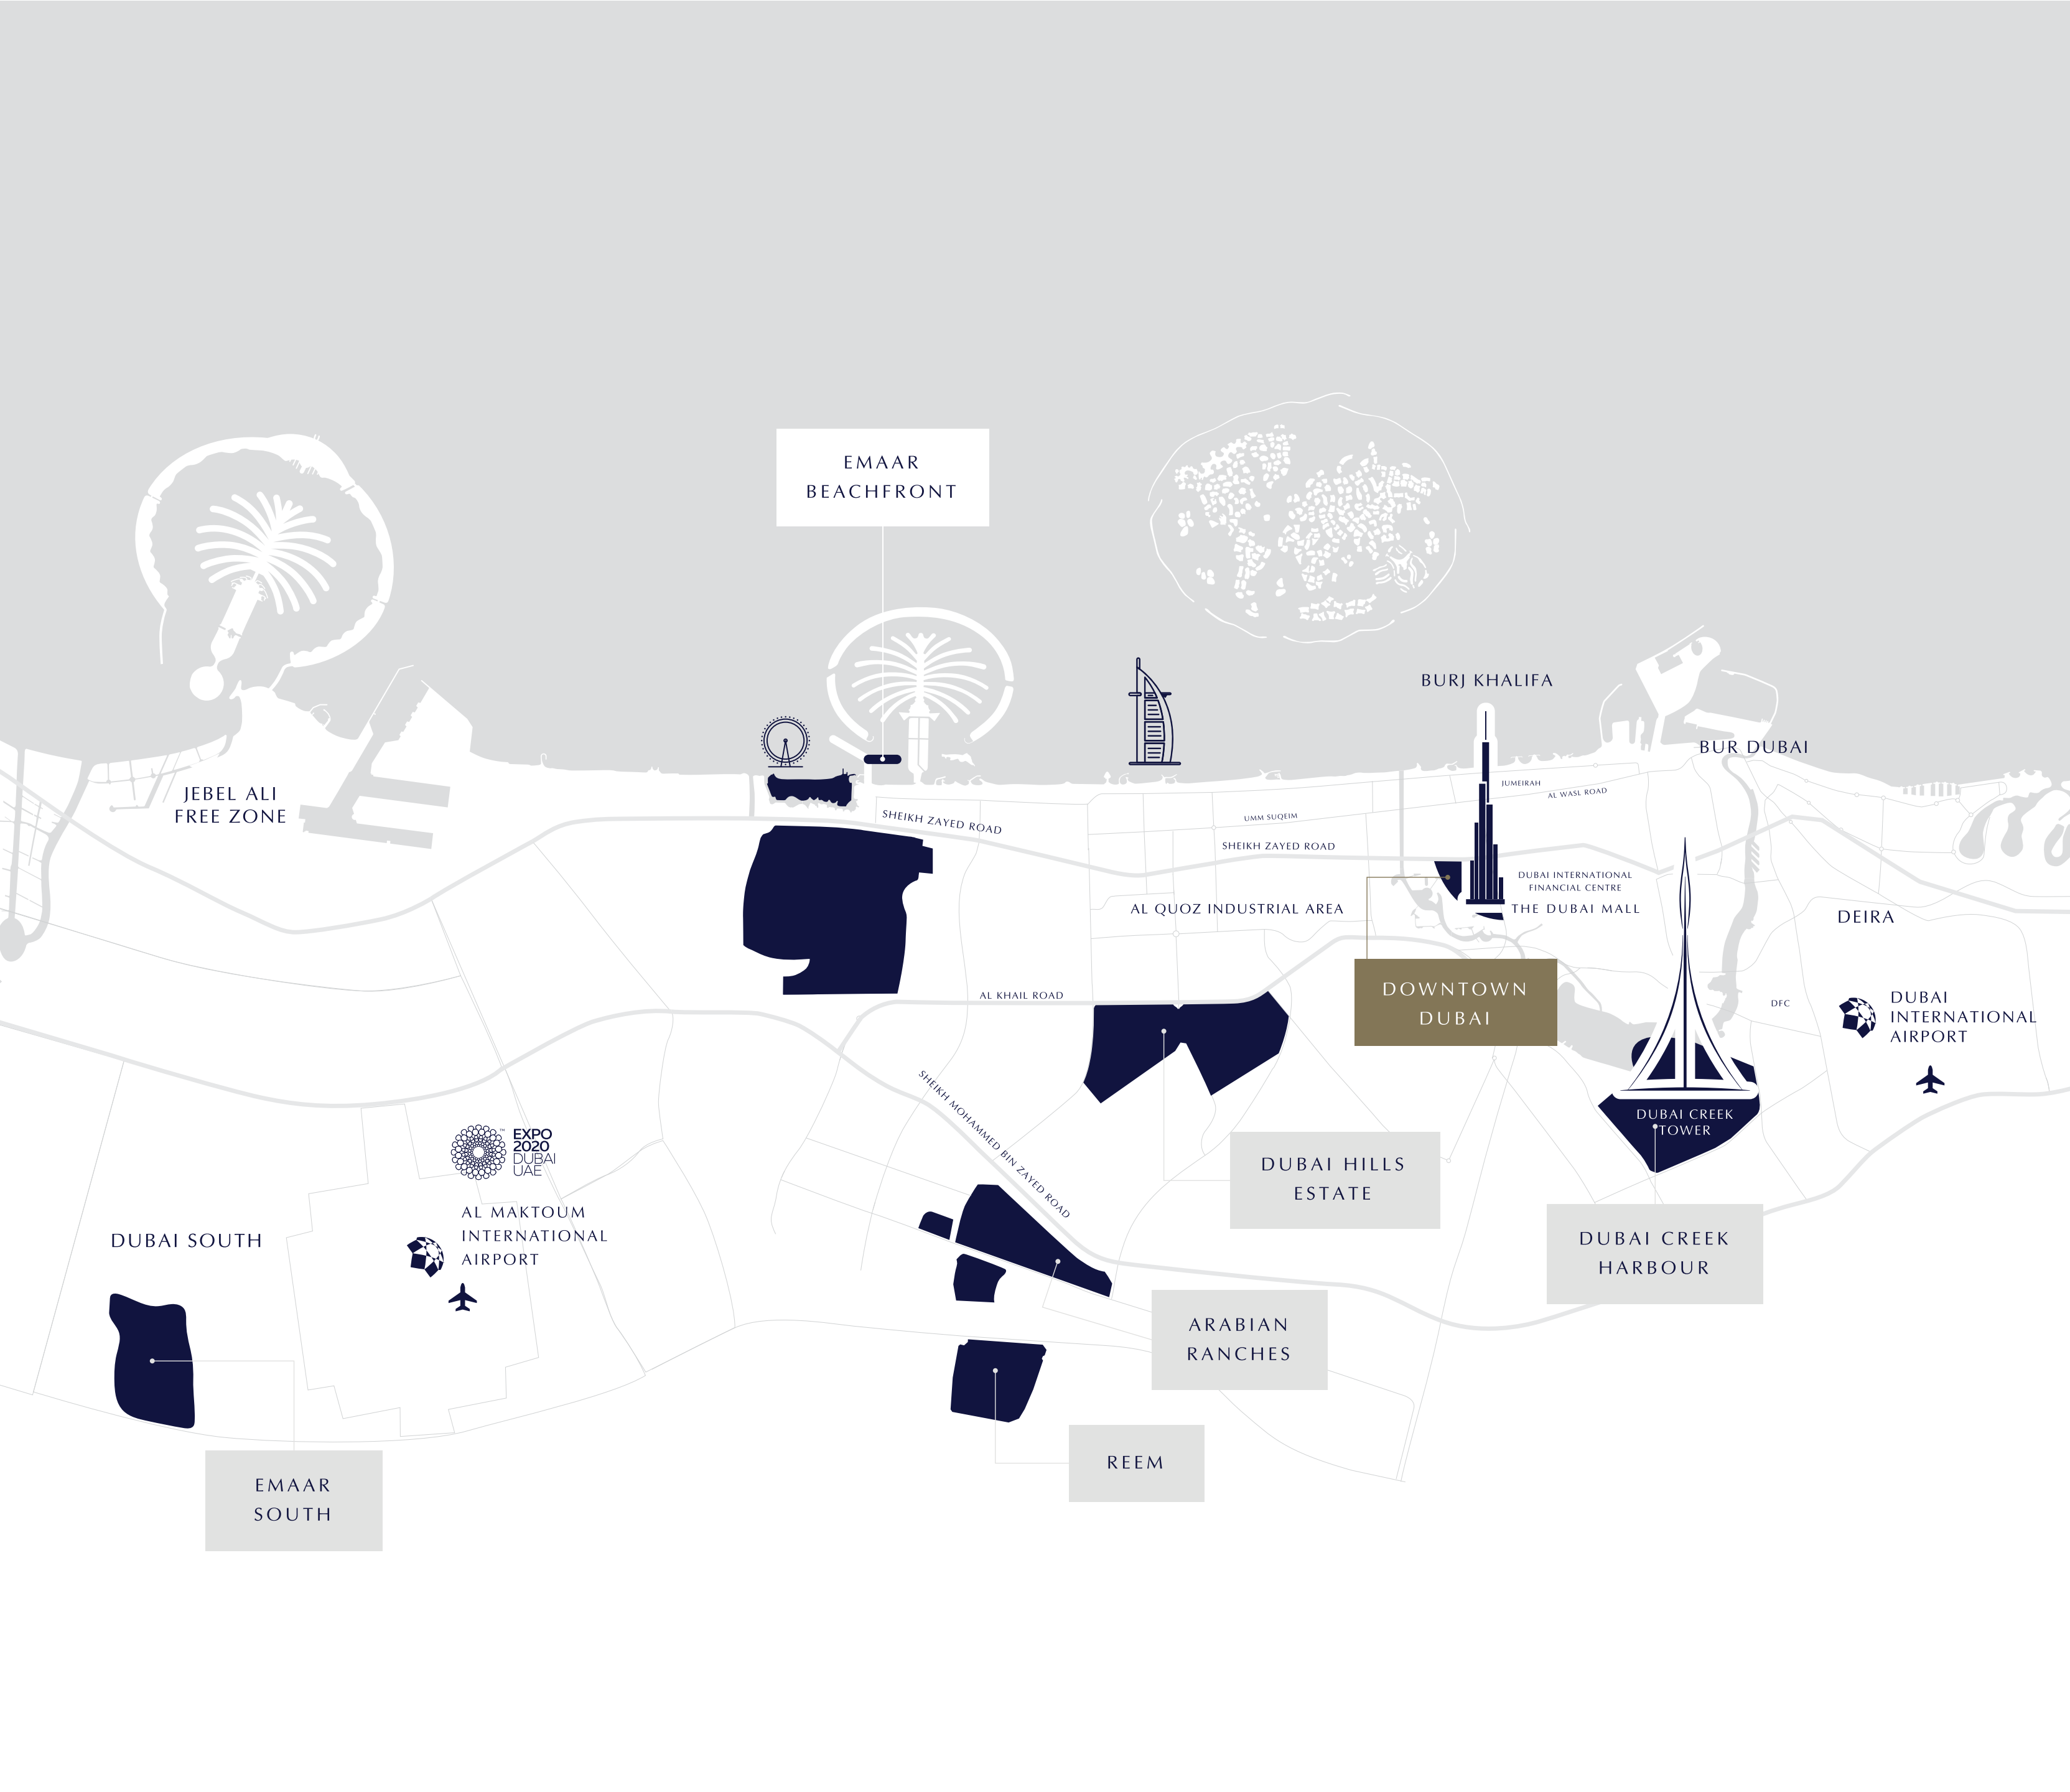 EMAAR
BEACHFRONT
BURJ KHALIFA
BUR DUBAI
JEBEL ALI
FREE ZONE
JUMEIRAH
AL WASL ROAD
SHEIKH ZAYED ROAD
UMM SUQEIM
SHEIKH ZAYED ROAD
DUBAI INTERNATIONAL
FINANCIAL CENTRE
AL QUOZ INDUSTRIAL AREA
THE DUBAI MALL
DEIRA
DOWNTOWN
DUBAI
AL KHAIL ROAD
DFC
DUBAI
INTERNATIONAL
AIRPORT
SHEIKH MOHAMMED BIN ZAYED ROAD
DUBAI CREEK
TOWER
™
EXPO
2020
DUBAI
UAE
DUBAI HILLS
ESTATE
AL MAKTOUM
INTERNATIONAL
AIRPORT
DUBAI SOUTH
DUBAI CREEK
HARBOUR
ARABIAN
RANCHES
REEM
EMAAR
SOUTH